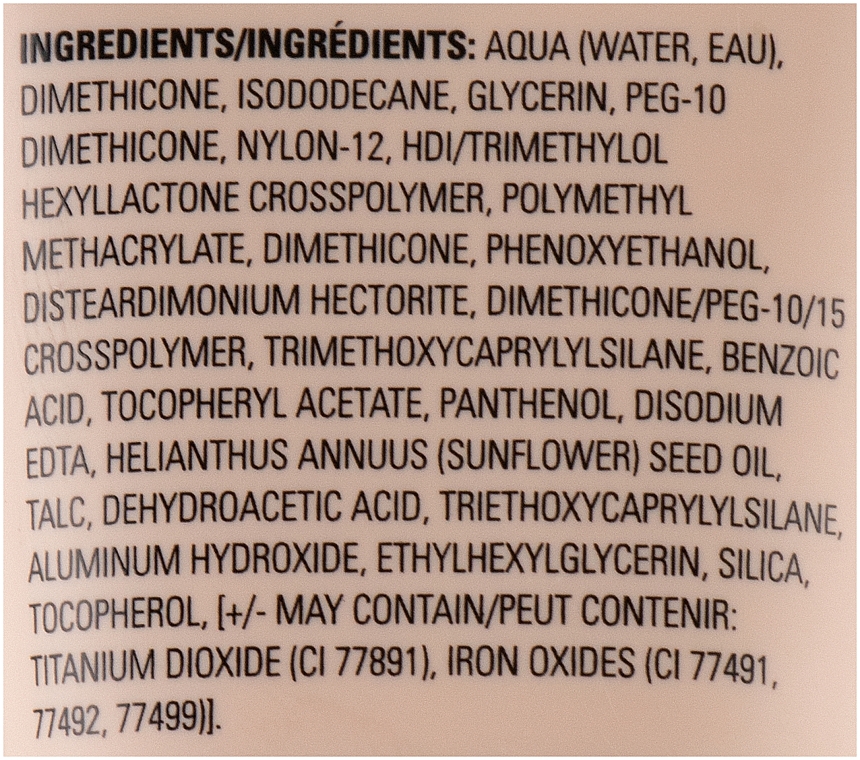 INGREDIENTS/INGRÉDIENTS: AQUA (WATER, EAU),
DIMETHICONE, ISODODECANE, GLYCERIN, PEG-10
DIMETHICONE, NYLON-12, HDI/TRIMETHYLOL
HEXYLLACTONE CROSSPOLYMER, POLYMETHYL
METHACRYLATE, DIMETHICONE, PHENOXYETHANOL,
DISTEARDIMONIUM HECTORITE, DIMETHICONE/PEG-10/15
CROSSPOLYMER, TRIMETHOXYCAPRYLYLSILANE, BENZOIC
ACID, TOCOPHERYL ACETATE, PANTHENOL, DISODIUM
EDTA, HELIANTHUS ANNUUS (SUNFLOWER) SEED OIL,
TALC, DEHYDROACETIC ACID, TRIETHOXYCAPRYLYLSILANE,
ALUMINUM HYDROXIDE, ETHYLHEXYLGLYCERIN, SILICA,
TOCOPHEROL, [+/- MAY CONTAIN/PEUT CONTENIR:
TITANIUM DIOXIDE (CI 77891), IRON OXIDES (CI 77491,
77492, 77499)].